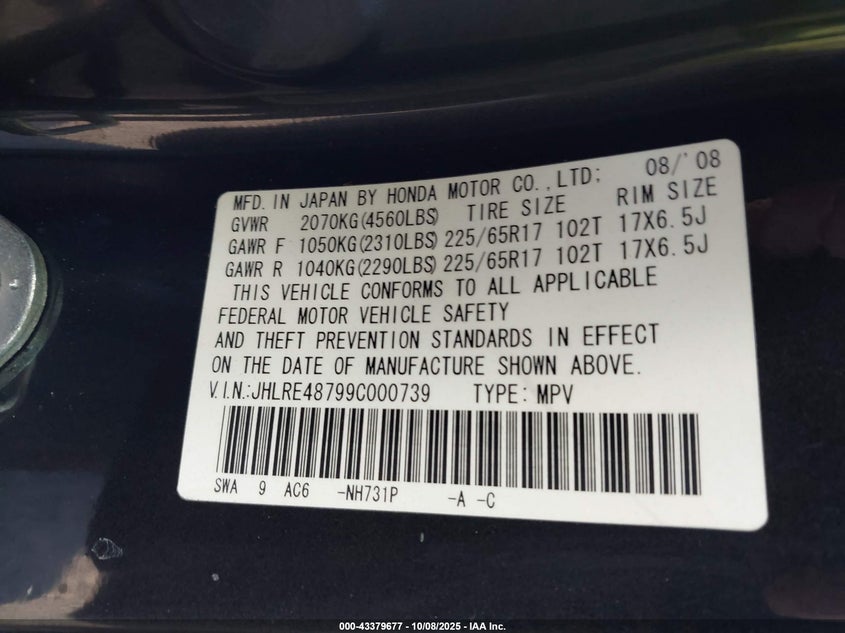 MFD. IN JAPAN BY HONDA MOTOR CO., LTD; 08/'08
GVWR 2070KG(4560LBS) TIRE SIZE RIM SIZE
GAWR F 1050KG(2310LBS) 225/65R17 102T 17X6.5J
GAWR R 1040KG(2290LBS) 225/65R17 102T 17X6.5J
THIS VEHICLE CONFORMS TO ALL APPLICABLE
FEDERAL MOTOR VEHICLE SAFETY
AND THEFT PREVENTION STANDARDS IN EFFECT
ON THE DATE OF MANUFACTURE SHOWN ABOVE.
V.I.N.:JHLRE48799C000739 TYPE: MPV
SWA 9 AC6 -NH731P -A -C
000-43379677 - 10/08/2025 - IAA Inc.